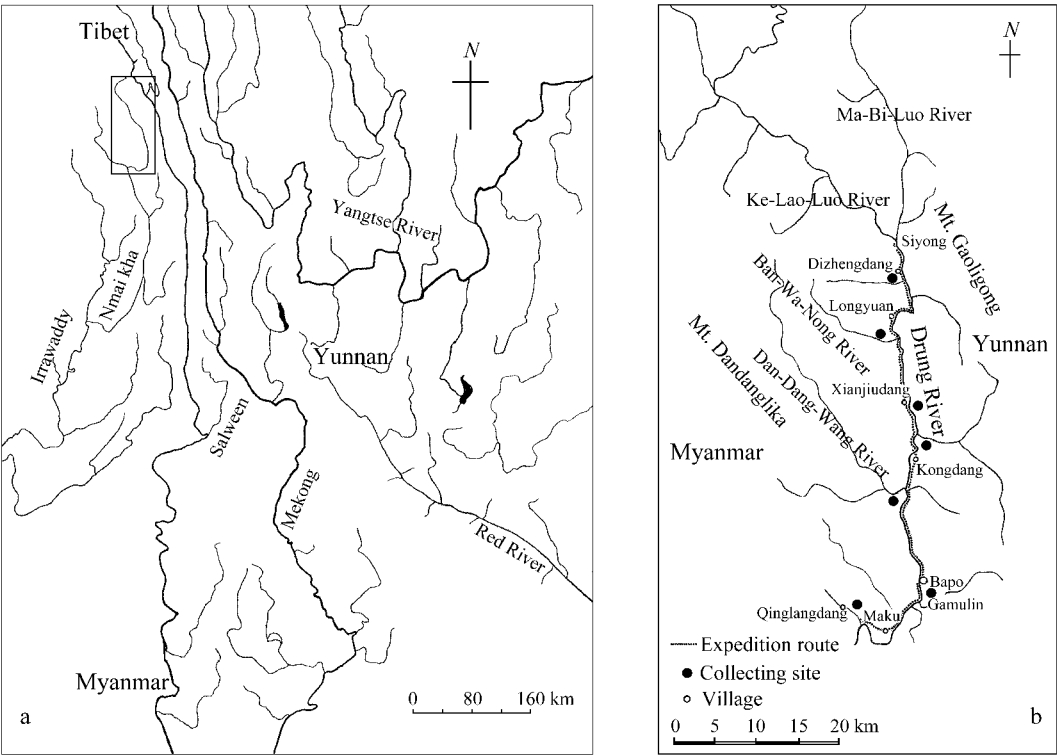 Tibet
N
Yangtse River
Nmai kha
Irrawaddy
Yunnan
Salween
Mekong
Red River
Myanmar
0 80 160 km
a
N
Ma-Bi-Luo River
Ke-Lao-Luo River
Mt. Gaoligong
Siyong
Dizhengdang
Ban-Wa-Nong River
Longyuan
Mt. Dandanglika
Dan-Dang-Wang River
Drung River
Yunnan
Xianjiudang
Myanmar
Kongdang
Bapo
Gamulin
Qinglangdang
Maku
Expedition route
Collecting site
Village
0 5 10 15 20 km
b